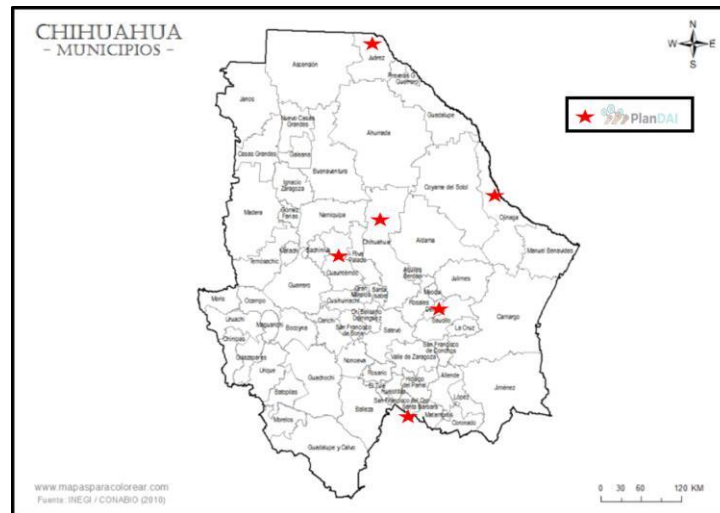 CHIHUAHUA
- MUNICIPIOS -
N
W E
S
PlanDAI
Juárez
Ascensión
Janos
Guadalupe
Nuevo Casas
Grandes
Ahumada
Casas Grandes
Galeana
Buenaventura
Ignacio
Zaragoza
Coyame del Sotol
Ojinaga
Madera
Gómez
Farías
Namiquipa
Chihuahua
Aldama
Manuel Benavides
Temósachic
Matachí
Bachíniva
Riva
Palacio
Cuauhtémoc
Guerrero
Julimes
Meoqui
Rosales
Santa
Isabel
Cusihuiriachi
Moris
Ocampo
Camargo
Saucillo
La Cruz
Uruachi
Maguarichi
Bocoyna
Carichí
San Francisco
de Borja
Satevó
Chínipas
San Francisco
de Conchos
Guazapares
Nonoava
Valle de Zaragoza
Urique
Guachochi
Rosario
Allende
Jiménez
Batopilas
Hidalgo
del Parral
López
San Francisco del Oro
Santa Bárbara
Matamoros
Coronado
Balleza
Morelos
Guadalupe y Calvo
www.mapasparacolorear.com
Fuente: INEGI / CONABIO (2010)
0 30 60 120 KM